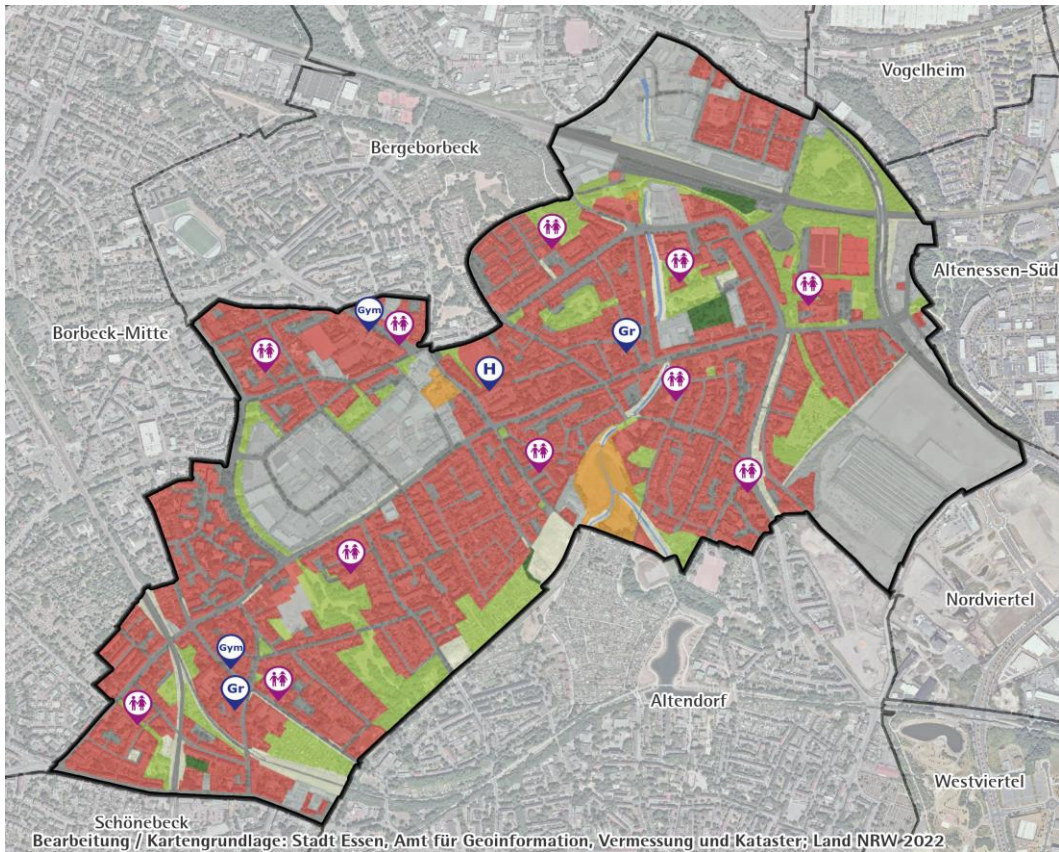 Vogelheim
Bergeborbeck
Altenessen-Süd
Borbeck-Mitte
Gym
Gr
H
Nordviertel
Gym
Gr
Altendorf
Westviertel
Schönebeck
Bearbeitung / Kartengrundlage: Stadt Essen, Amt für Geoinformation, Vermessung und Kataster; Land NRW 2022